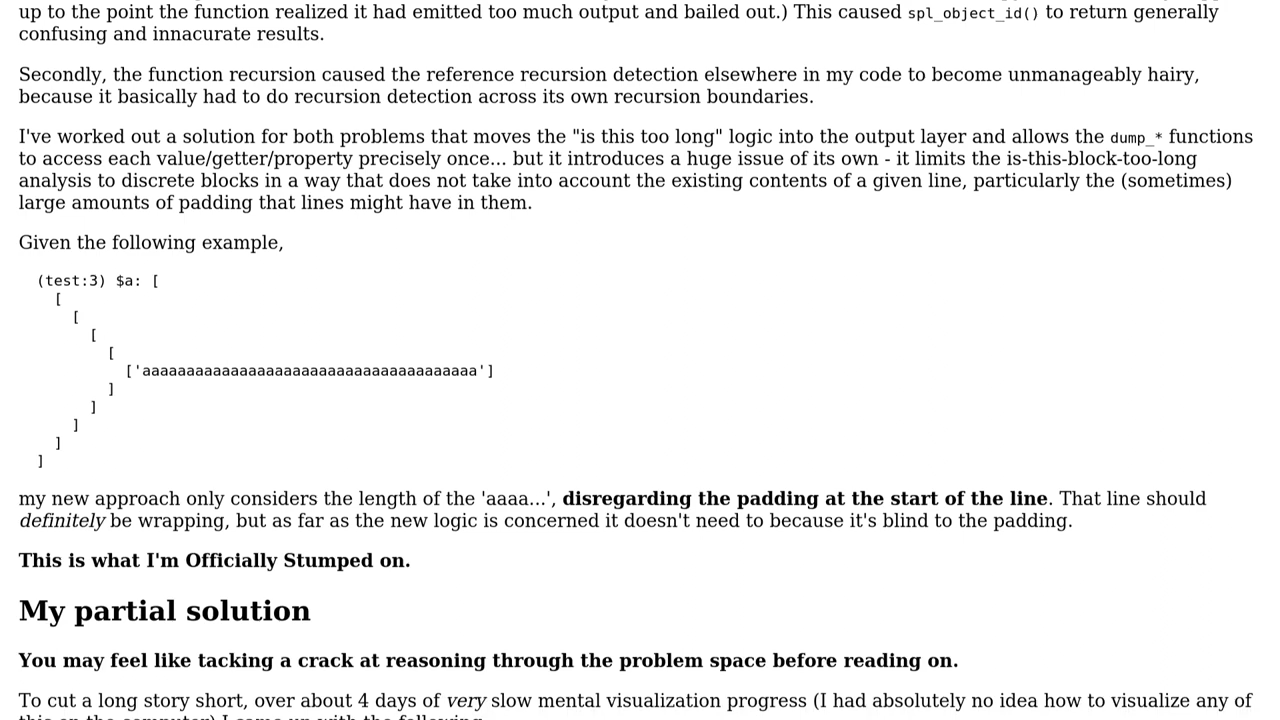 up to the point the function realized it had emitted too much output and bailed out.) This caused spl_object_id() to return generally
confusing and innacurate results.
Secondly, the function recursion caused the reference recursion detection elsewhere in my code to become unmanageably hairy,
because it basically had to do recursion detection across its own recursion boundaries.
I've worked out a solution for both problems that moves the "is this too long" logic into the output layer and allows the dump_* functions
to access each value/getter/property precisely once... but it introduces a huge issue of its own - it limits the is-this-block-too-long
analysis to discrete blocks in a way that does not take into account the existing contents of a given line, particularly the (sometimes)
large amounts of padding that lines might have in them.
Given the following example,
(test:3) $a: [
[
[
[
[
['aaaaaaaaaaaaaaaaaaaaaaaaaaaaaaaaaaaaaa']
]
]
]
]
]
my new approach only considers the length of the 'aaaa...', disregarding the padding at the start of the line. That line should
definitely be wrapping, but as far as the new logic is concerned it doesn't need to because it's blind to the padding.
This is what I'm Officially Stumped on.
My partial solution
You may feel like tacking a crack at reasoning through the problem space before reading on.
To cut a long story short, over about 4 days of very slow mental visualization progress (I had absolutely no idea how to visualize any of
this on the computer) I came up with the following